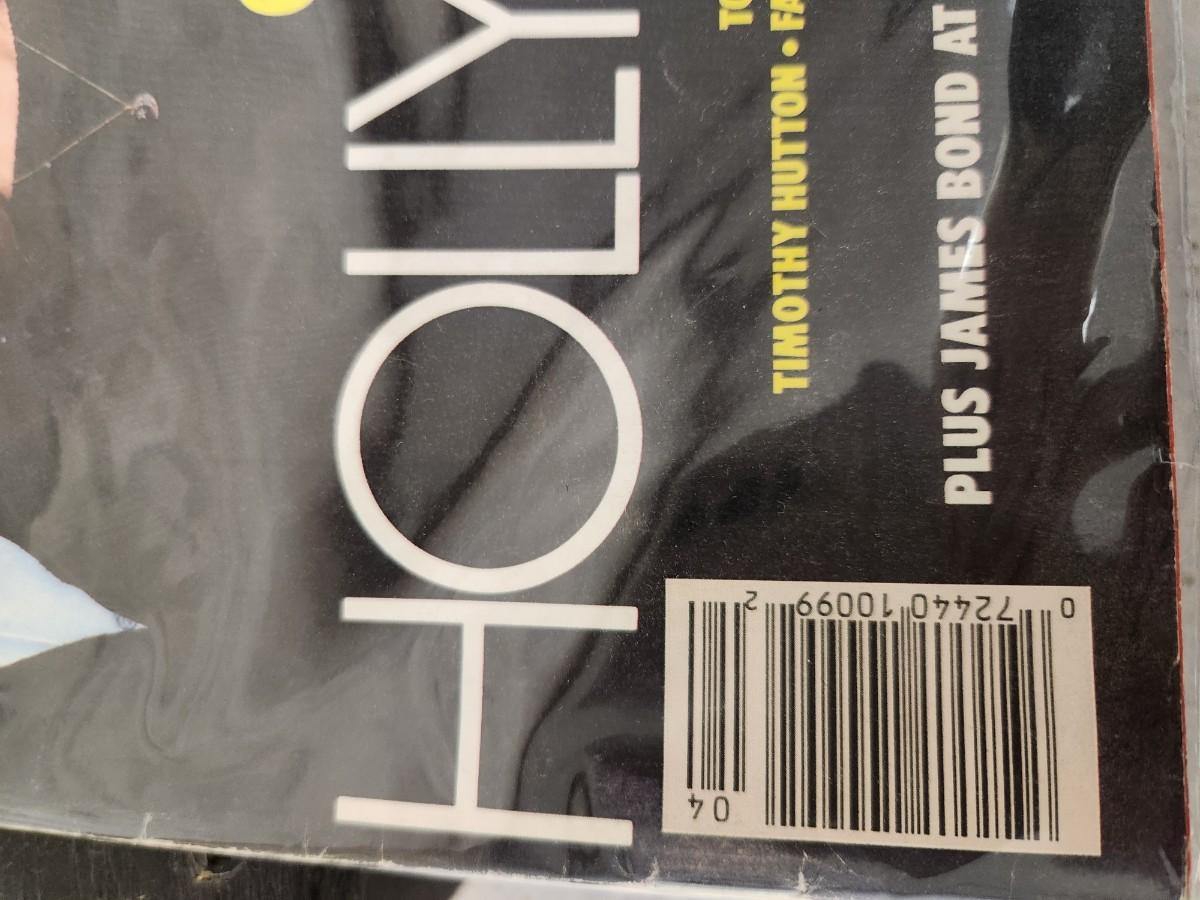 HOLLY
TO
TIMOTHY HUTTON • FA
PLUS JAMES BOND AT
0 72440 10099 2
04